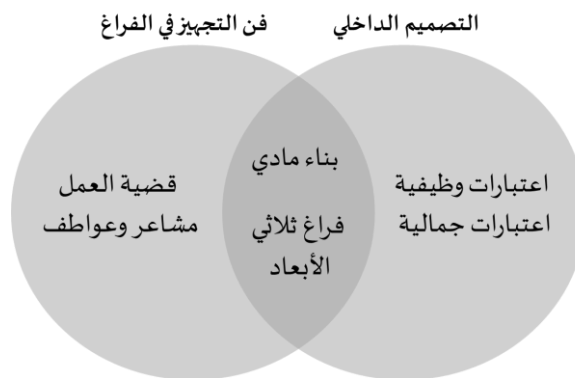 التصميم الداخلي
فن التجهيز في الفراغ
اعتبارات وظيفية
اعتبارات جمالية
بناء مادي
فراغ ثلاثي
الأبعاد
قضية العمل
مشاعر وعواطف